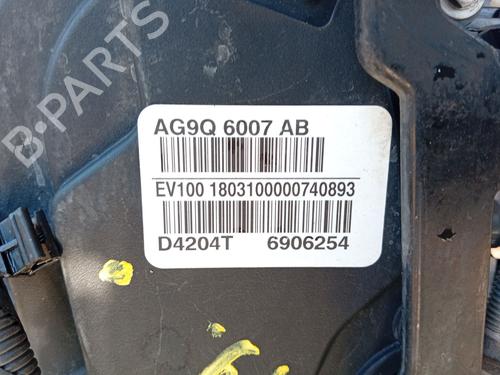 B-PARTS
AG9Q 6007 AB
EV100 1803100000740893
D4204T 6906254